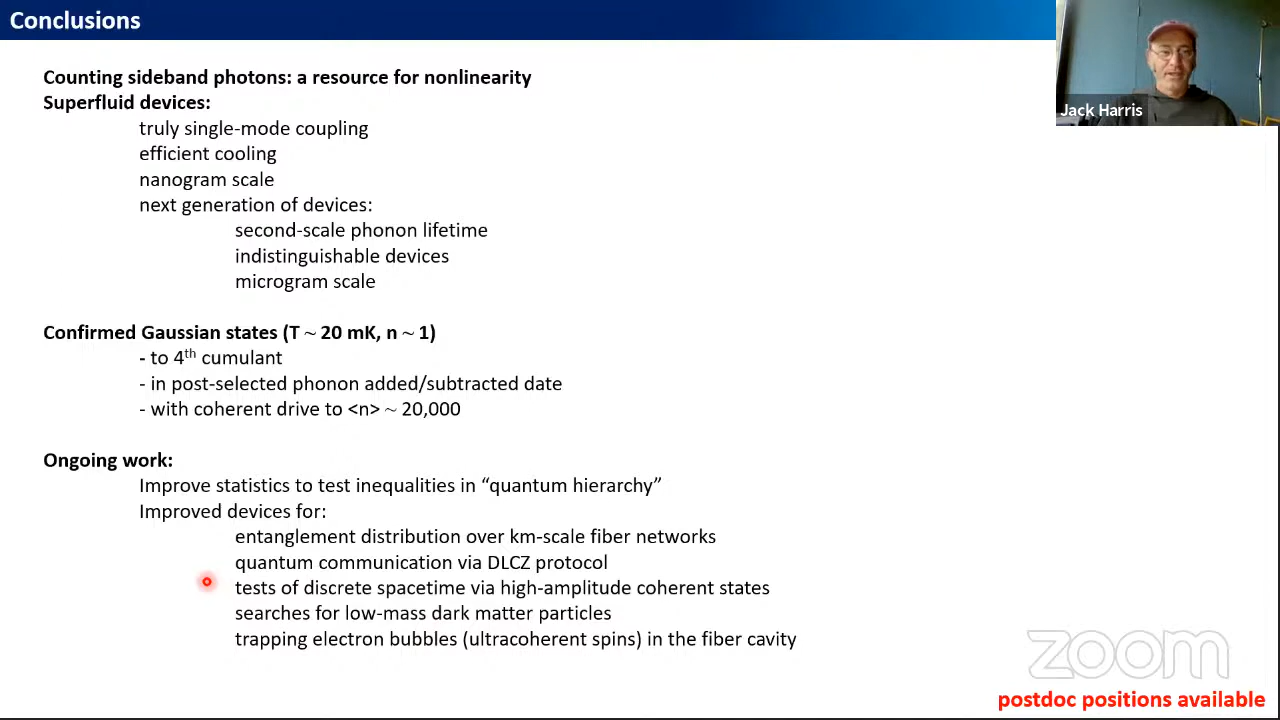 Conclusions
Jack Harris
Counting sideband photons: a resource for nonlinearity
Superfluid devices:
truly single-mode coupling
efficient cooling
nanogram scale
next generation of devices:
second-scale phonon lifetime
indistinguishable devices
microgram scale
Confirmed Gaussian states (T ~ 20 mK, n ~ 1)
- to 4th cumulant
- in post-selected phonon added/subtracted date
- with coherent drive to <n> ~ 20,000
Ongoing work:
Improve statistics to test inequalities in “quantum hierarchy”
Improved devices for:
entanglement distribution over km-scale fiber networks
quantum communication via DLCZ protocol
tests of discrete spacetime via high-amplitude coherent states
searches for low-mass dark matter particles
trapping electron bubbles (ultracoherent spins) in the fiber cavity
zoom
postdoc positions available